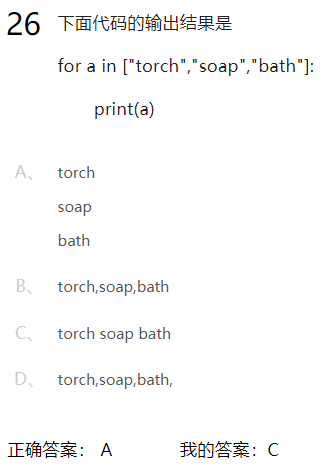 26 下面代码的输出结果是
for a in ["torch","soap","bath"]:
print(a)
A、 torch
soap
bath
B、 torch,soap,bath
C、 torch soap bath
D、 torch,soap,bath,
正确答案： A 我的答案：C